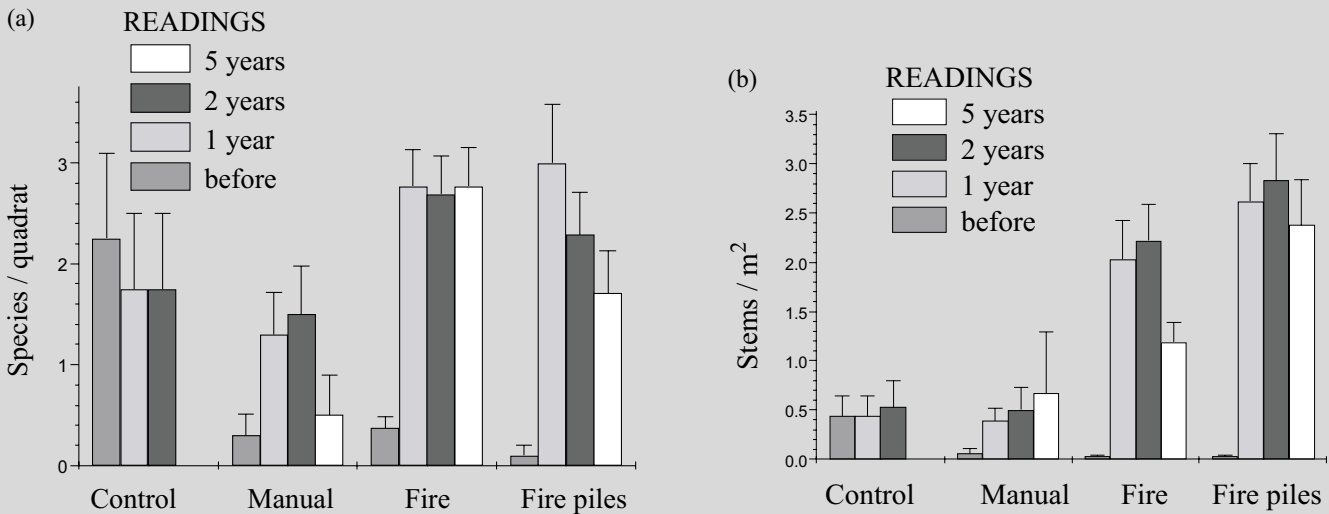 (a)
READINGS
5 years
2 years
1 year
before
Species / quadrat
3
2
1
0
Control Manual Fire Fire piles
(b)
READINGS
5 years
2 years
1 year
before
Stems / m²
3.5
3.0
2.5
2.0
1.5
1.0
0.5
0.0
Control Manual Fire Fire piles